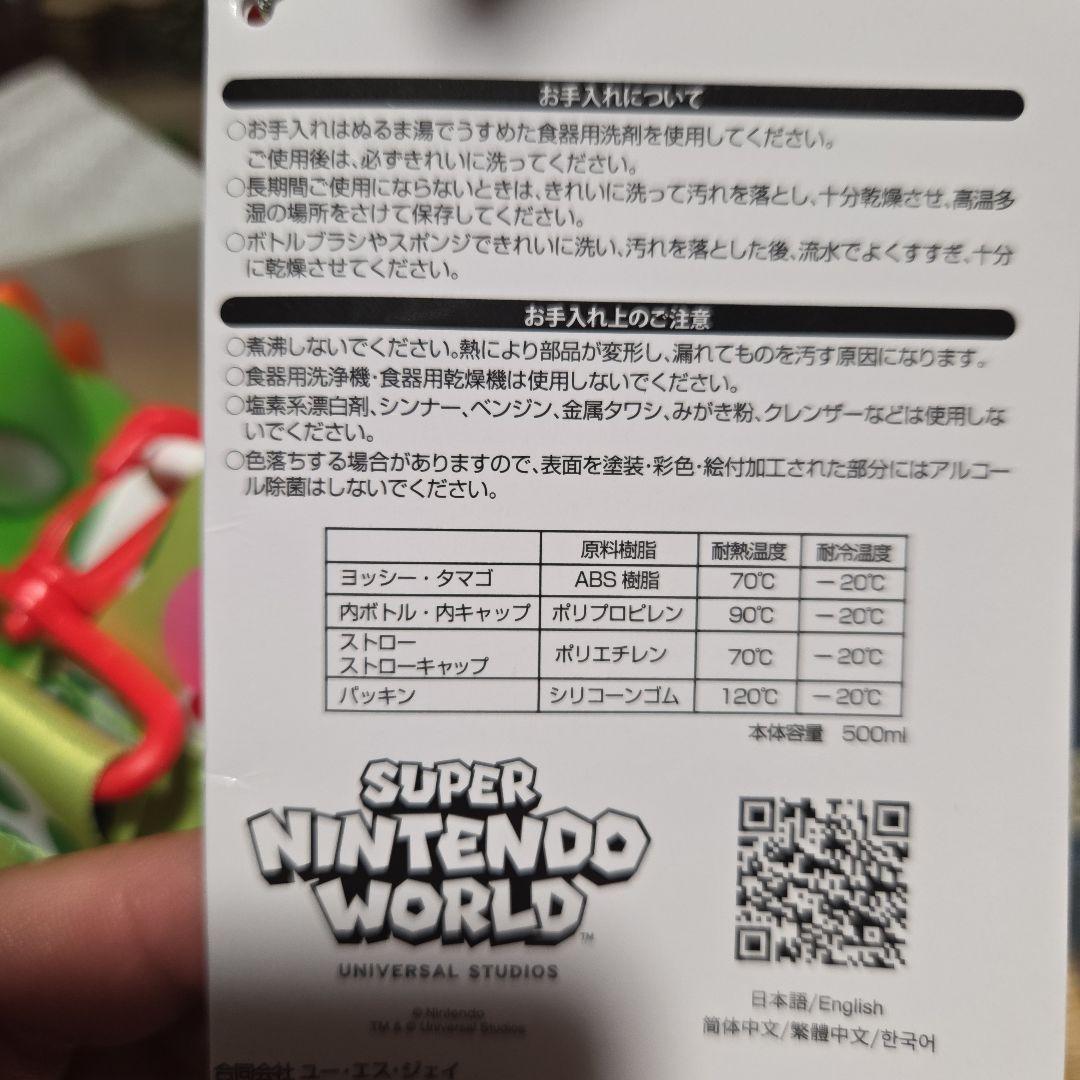 お手入れについて
○お手入れはぬるま湯でうすめた食器用洗剤を使用してください。
ご使用後は、必ずきれいに洗ってください。
○長期間ご使用にならないときは、きれいに洗って汚れを落とし、十分乾燥させ、高温多
湿の場所をさけて保存してください。
○ボトルブラシやスポンジできれいに洗い、汚れを落とした後、流水でよくすすぎ、十分
に乾燥させてください。
お手入れ上のご注意
○煮沸しないでください。熱により部品が変形し、漏れてものを汚す原因になります。
○食器用洗浄機・食器用乾燥機は使用しないでください。
○塩素系漂白剤、シンナー、ベンジン、金属タワシ、みがき粉、クレンザーなどは使用しな
いでください。
○色落ちする場合がありますので、表面を塗装・彩色・絵付加工された部分にはアルコー
ル除菌はしないでください。
原料樹脂 耐熱温度 耐冷温度
ヨッシー・タマゴ ABS樹脂 70℃ －20℃
内ボトル・内キャップ ポリプロピレン 90℃ －20℃
ストロー
ストローキャップ ポリエチレン 70℃ －20℃
パッキン シリコーンゴム 120℃ －20℃
本体容量 500ml
SUPER
NINTENDO
WORLD™
UNIVERSAL STUDIOS
© Nintendo
TM & © Universal Studios
日本語/English
简体中文/繁體中文/한국어
合同会社 ユー・エス・ジェイ